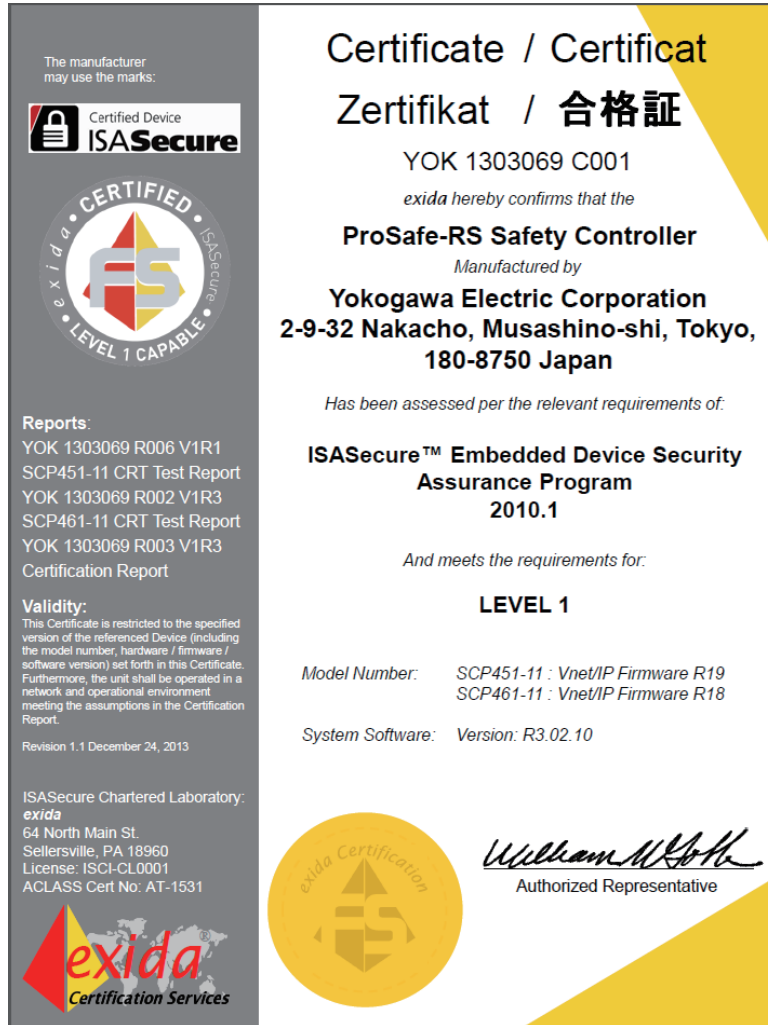 The manufacturer
may use the marks:
Certified Device
ISASecure
exida • CERTIFIED • ISASecure • LEVEL 1 CAPABLE •
FS
Reports:
YOK 1303069 R006 V1R1
SCP451-11 CRT Test Report
YOK 1303069 R002 V1R3
SCP461-11 CRT Test Report
YOK 1303069 R003 V1R3
Certification Report
Validity:
This Certificate is restricted to the specified
version of the referenced Device (including
the model number, hardware / firmware /
software version) set forth in this Certificate.
Furthermore, the unit shall be operated in a
network and operational environment
meeting the assumptions in the Certification
Report.
Revision 1.1 December 24, 2013
ISASecure Chartered Laboratory:
exida
64 North Main St.
Sellersville, PA 18960
License: ISCI-CL0001
ACLASS Cert No: AT-1531
exida®
Certification Services
Certificate / Certificat
Zertifikat / 合格証
YOK 1303069 C001
exida hereby confirms that the
ProSafe-RS Safety Controller
Manufactured by
Yokogawa Electric Corporation
2-9-32 Nakacho, Musashino-shi, Tokyo,
180-8750 Japan
Has been assessed per the relevant requirements of:
ISASecure™ Embedded Device Security
Assurance Program
2010.1
And meets the requirements for:
LEVEL 1
Model Number: SCP451-11 : Vnet/IP Firmware R19
SCP461-11 : Vnet/IP Firmware R18
System Software: Version: R3.02.10
exida Certification
FS
Authorized Representative